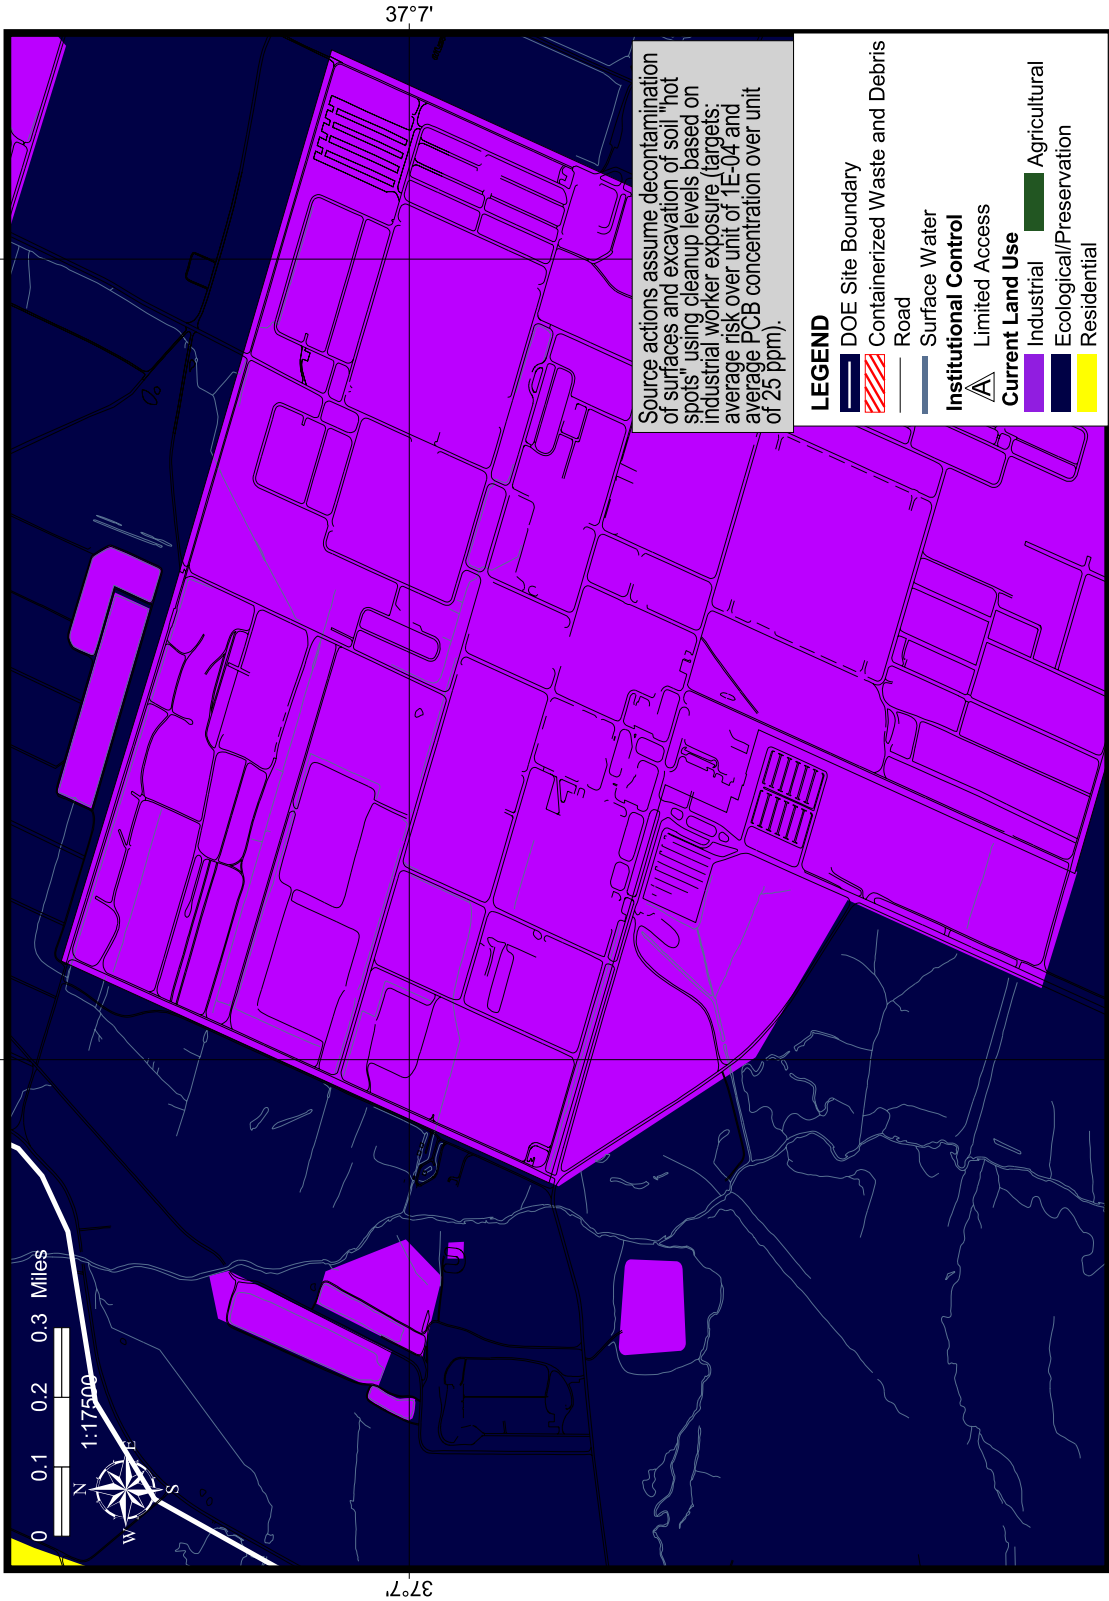 37°7'
Source actions assume decontamination
of surfaces and excavation of soil "hot
spots" using cleanup levels based on
industrial worker exposure (targets:
average risk over unit of 1E-04 and
average PCB concentration over unit
of 25 ppm).
LEGEND
DOE Site Boundary
Containerized Waste and Debris
Road
Surface Water
Institutional Control
A Limited Access
Current Land Use
Industrial Agricultural
Ecological/Preservation
Residential
0 0.1 0.2 0.3 Miles
1:17500
N
E
S
W
37°7'